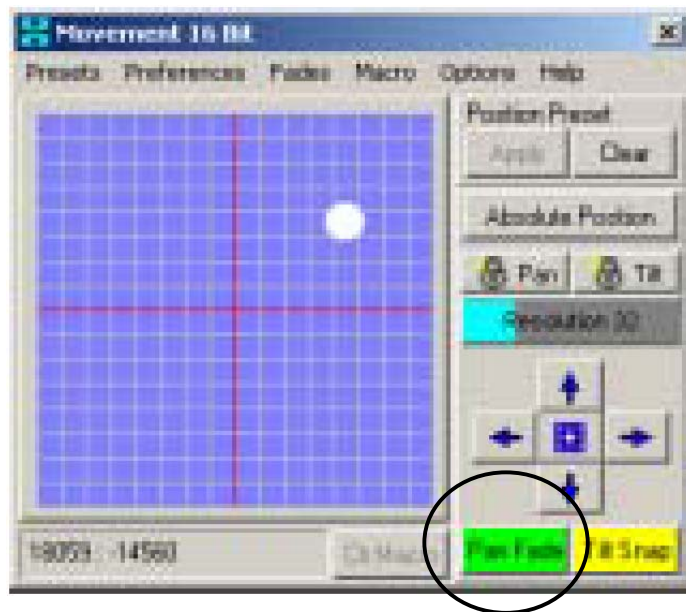 Movement 16 Bit
Presets Preferences Fades Macro Options Help
Position Preset
Apply Clear
Absolute Position
Pan Tilt
Resolution 32
18059 : -14560
Pan Fade Tilt Snap